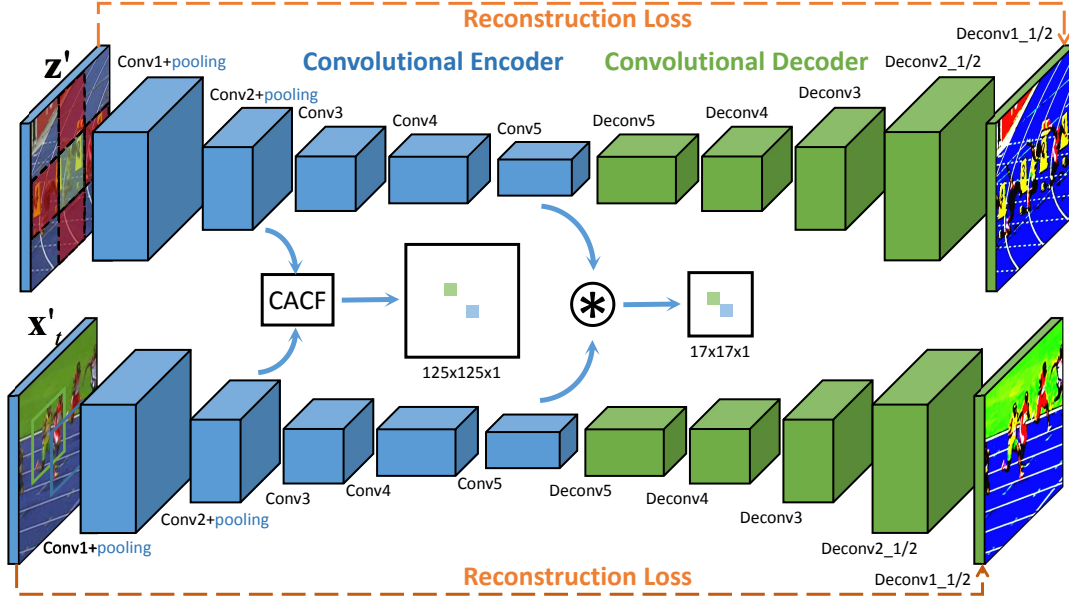 Reconstruction Loss
Deconv1_1/2
z'
Conv1+pooling
Convolutional Encoder
Convolutional Decoder
Deconv2_1/2
Conv2+pooling
Conv3
Conv4
Conv5
Deconv5
Deconv4
Deconv3
CACF
*
125x125x1
17x17x1
x't
Conv1+pooling
Conv2+pooling
Conv3
Conv4
Conv5
Deconv5
Deconv4
Deconv3
Deconv2_1/2
Deconv1_1/2
Reconstruction Loss